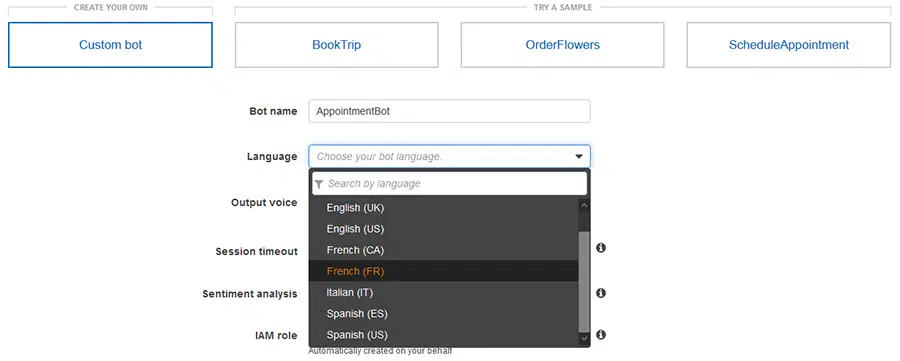 CREATE YOUR OWN
TRY A SAMPLE
Custom bot
BookTrip
OrderFlowers
ScheduleAppointment
Bot name
AppointmentBot
Language
Choose your bot language.
Search by language
Output voice
English (UK)
English (US)
Session timeout
French (CA)
French (FR)
Sentiment analysis
Italian (IT)
Spanish (ES)
IAM role
Spanish (US)
Automatically created on your behalf